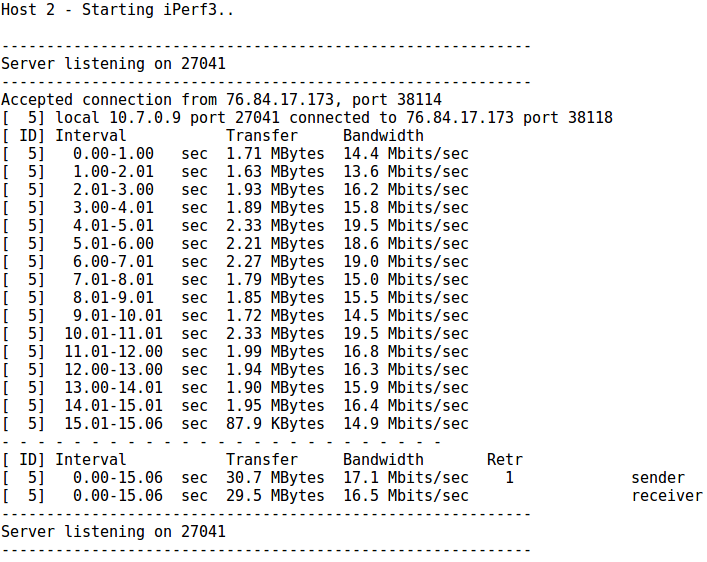 Host 2 - Starting iPerf3..
-----------------------------------------------------------
Server listening on 27041
-----------------------------------------------------------
Accepted connection from 76.84.17.173, port 38114
[  5] local 10.7.0.9 port 27041 connected to 76.84.17.173 port 38118
[ ID] Interval           Transfer     Bandwidth
[  5]   0.00-1.00   sec  1.71 MBytes  14.4 Mbits/sec
[  5]   1.00-2.01   sec  1.63 MBytes  13.6 Mbits/sec
[  5]   2.01-3.00   sec  1.93 MBytes  16.2 Mbits/sec
[  5]   3.00-4.01   sec  1.89 MBytes  15.8 Mbits/sec
[  5]   4.01-5.01   sec  2.33 MBytes  19.5 Mbits/sec
[  5]   5.01-6.00   sec  2.21 MBytes  18.6 Mbits/sec
[  5]   6.00-7.01   sec  2.27 MBytes  19.0 Mbits/sec
[  5]   7.01-8.01   sec  1.79 MBytes  15.0 Mbits/sec
[  5]   8.01-9.01   sec  1.85 MBytes  15.5 Mbits/sec
[  5]   9.01-10.01  sec  1.72 MBytes  14.5 Mbits/sec
[  5]  10.01-11.01  sec  2.33 MBytes  19.5 Mbits/sec
[  5]  11.01-12.00  sec  1.99 MBytes  16.8 Mbits/sec
[  5]  12.00-13.00  sec  1.94 MBytes  16.3 Mbits/sec
[  5]  13.00-14.01  sec  1.90 MBytes  15.9 Mbits/sec
[  5]  14.01-15.01  sec  1.95 MBytes  16.4 Mbits/sec
[  5]  15.01-15.06  sec  87.9 KBytes  14.9 Mbits/sec
- - - - - - - - - - - - - - - - - - - - - - - - -
[ ID] Interval           Transfer     Bandwidth       Retr
[  5]   0.00-15.06  sec  30.7 MBytes  17.1 Mbits/sec    1             sender
[  5]   0.00-15.06  sec  29.5 MBytes  16.5 Mbits/sec                  receiver
-----------------------------------------------------------
Server listening on 27041
-----------------------------------------------------------